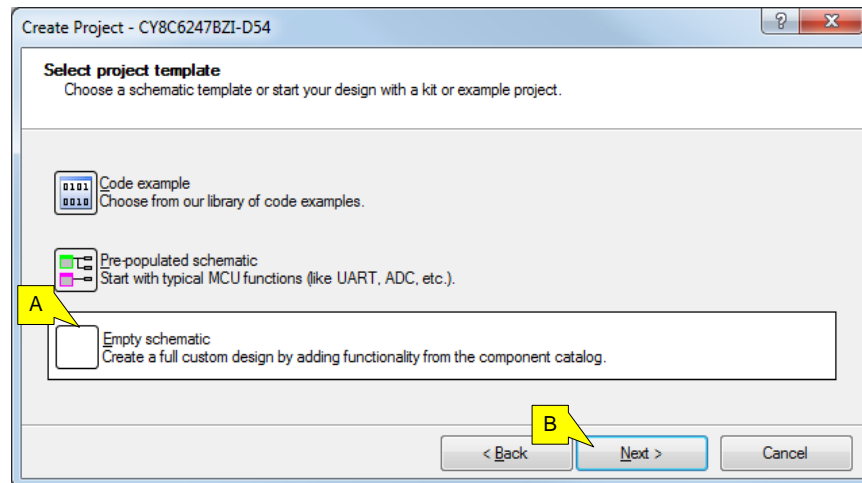 Create Project - CY8C6247BZI-D54
? X
Select project template
Choose a schematic template or start your design with a kit or example project.
0101
0010
Code example
Choose from our library of code examples.
Pre-populated schematic
Start with typical MCU functions (like UART, ADC, etc.).
A
Empty schematic
Create a full custom design by adding functionality from the component catalog.
B
< Back Next > Cancel